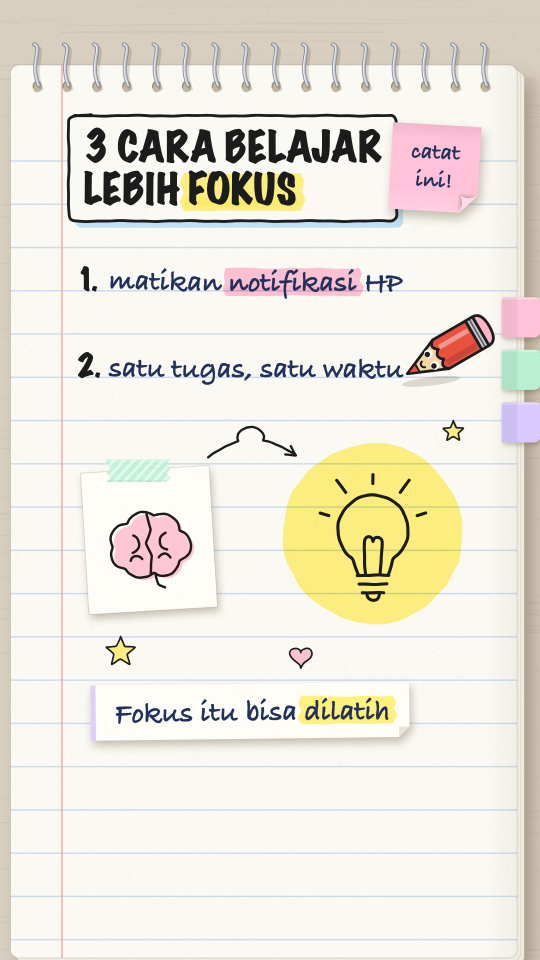 3 CARA BELAJAR
LEBIH FOKUS
catat
ini!
1. matikan notifikasi HP
2. satu tugas, satu waktu
Fokus itu bisa dilatih